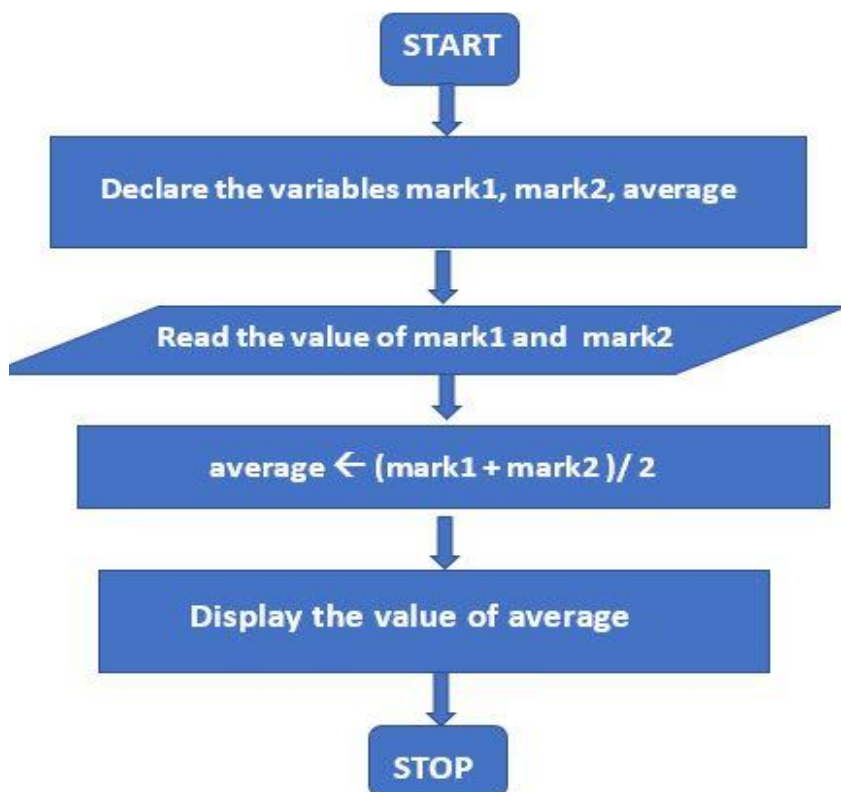 START
Declare the variables mark1, mark2, average
Read the value of mark1 and mark2
average ← (mark1 + mark2 )/ 2
Display the value of average
STOP